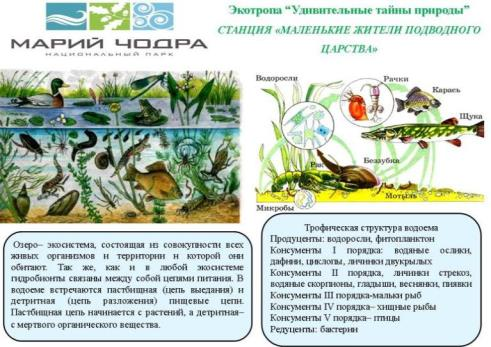 МАРИЙ ЧОДРА
НАЦИОНАЛЬНЫЙ ПАРК
Экотропа “Удивительные тайны природы”
СТАНЦИЯ «МАЛЕНЬКИЕ ЖИТЕЛИ ПОДВОДНОГО
ЦАРСТВА»
Водоросли
Рачки
Карась
Щука
Рак
Беззубка
Мотыль
Микробы
Озеро– экосистема, состоящая из совокупности всех
живых организмов и территории н которой они
обитают. Так же, как и в любой экосистеме
гидробионты связаны между собой цепями питания. В
водоеме встречаются пастбищная (цепь выедания) и
детритная (цепь разложения) пищевые цепи.
Пастбищная цепь начинается с растений, а детритная–
с мертвого органического вещества.
Трофическая структура водоема
Продуценты: водоросли, фитопланктон
Консументы I порядка: водяные ослики,
дафнии, циклопы, личинки двукрылых
Консументы II порядка, личинки стрекоз,
водяные скорпионы, гладыши, веснянки, пиявки
Консументы III порядка-мальки рыб
Консументы IV порядка– хищные рыбы
Консументы V порядка– птицы
Редуценты: бактерии